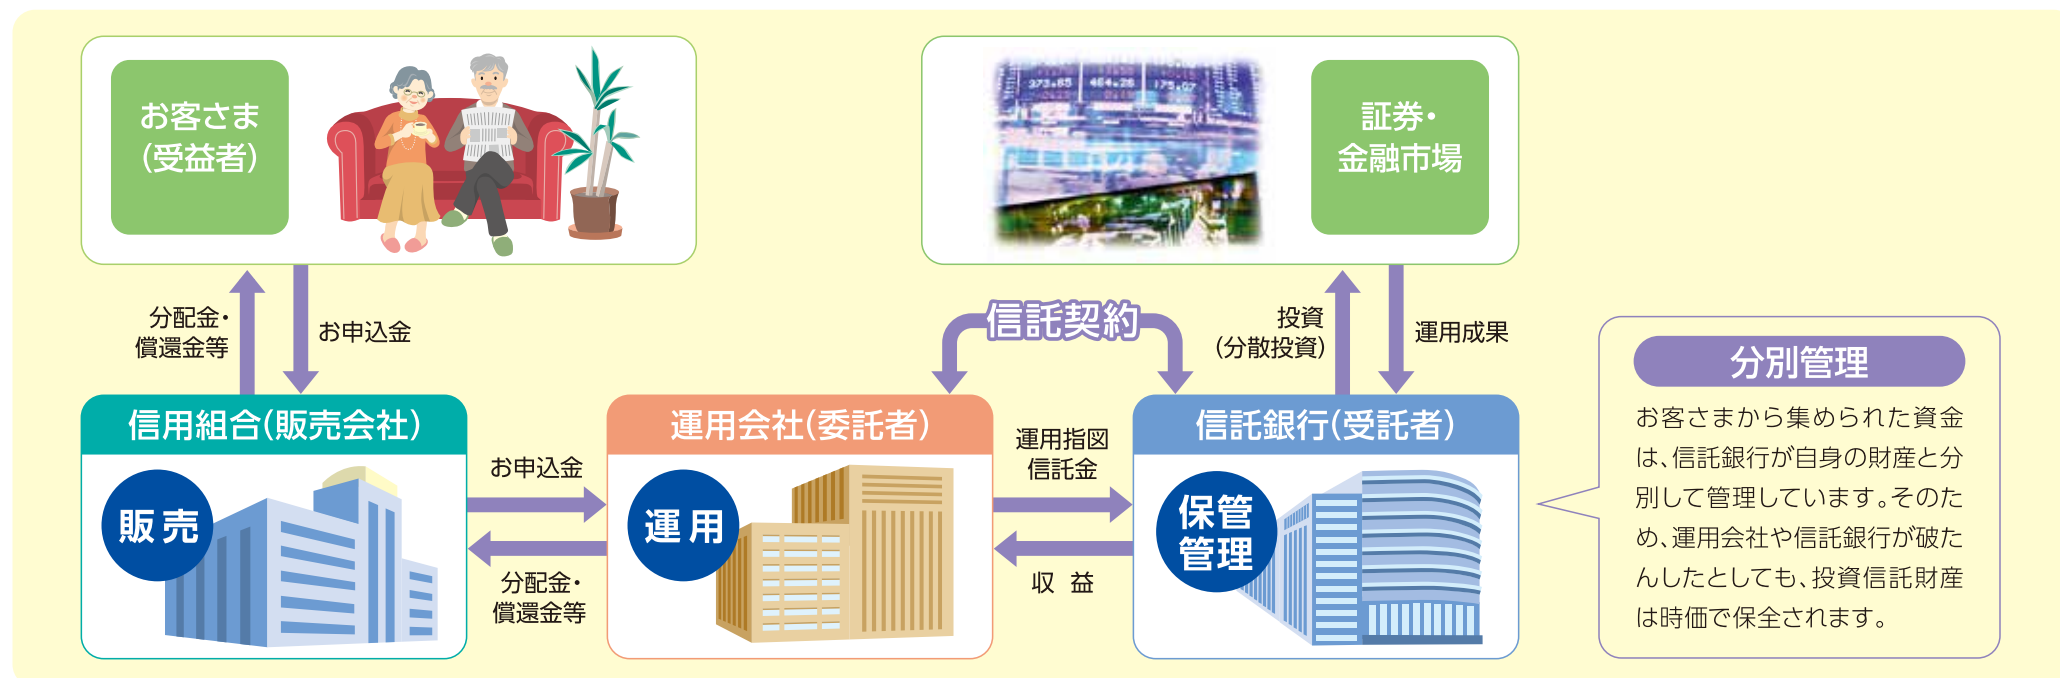 お客さま
（受益者）
証券・
金融市場
273.65 464.26 175.07
分配金・
償還金等
お申込金
信託契約
投資
（分散投資）
運用成果
信用組合（販売会社）
販売
お申込金
分配金・
償還金等
運用会社（委託者）
運用
運用指図
信託金
収益
信託銀行（受託者）
保管
管理
分別管理
お客さまから集められた資金
は、信託銀行が自身の財産と分
別して管理しています。そのた
め、運用会社や信託銀行が破た
んしたとしても、投資信託財産
は時価で保全されます。